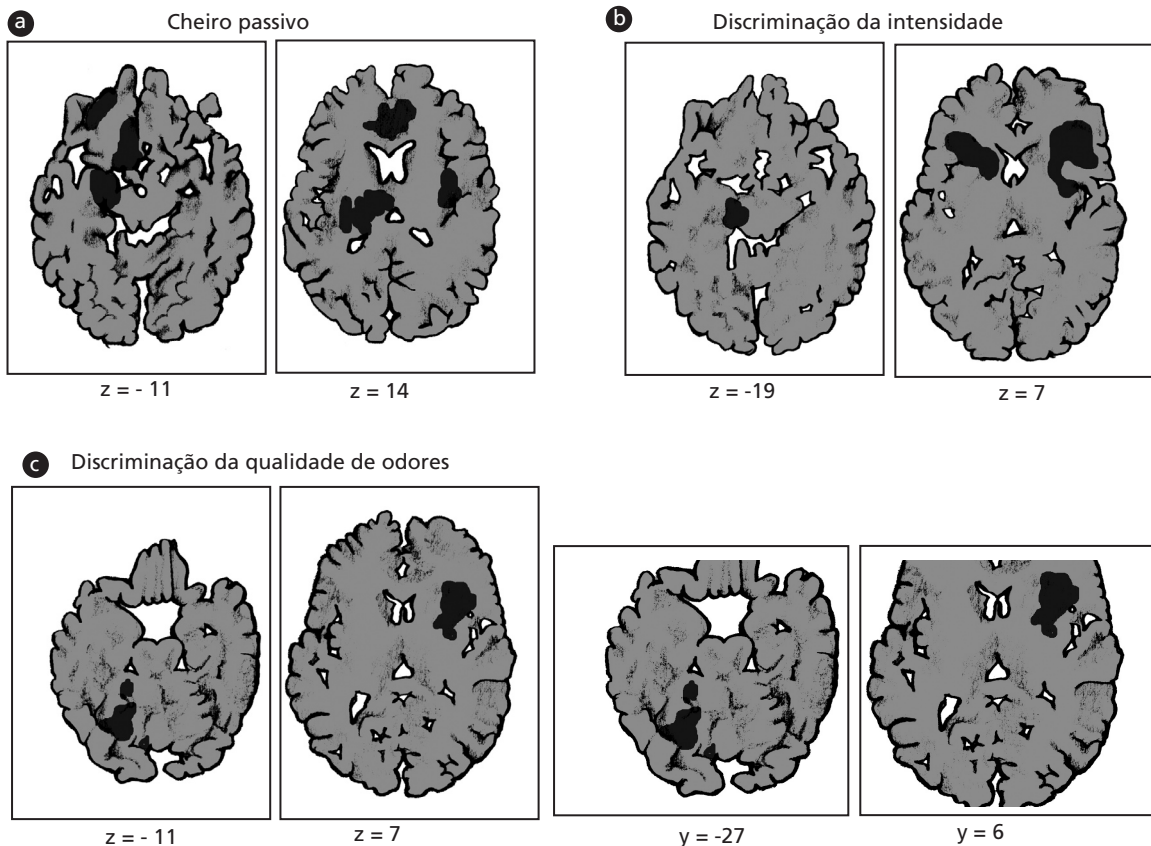 a Cheiro passivo
z = - 11
z = 14
b Discriminação da intensidade
z = -19
z = 7
c Discriminação da qualidade de odores
z = - 11
z = 7
y = -27
y = 6